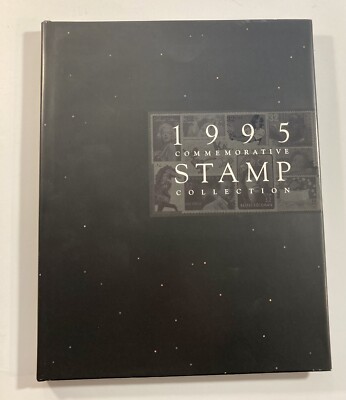 1995
COMMEMORATIVE
STAMP
COLLECTION